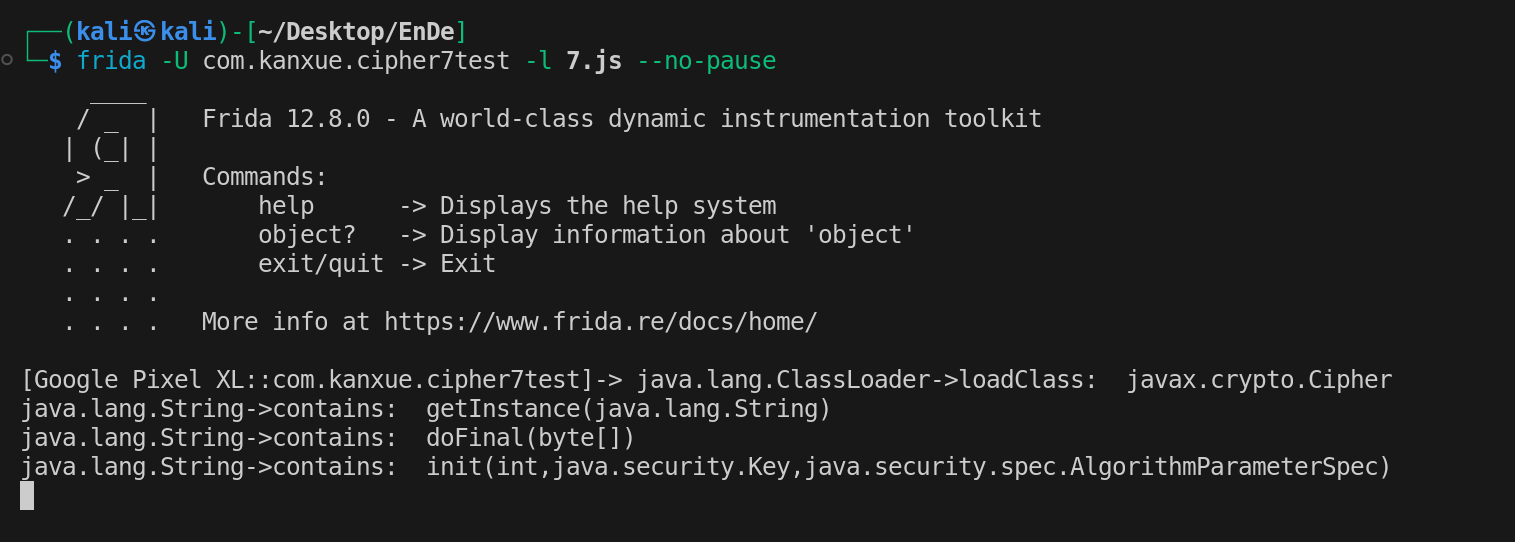 ┌──(kali㉿kali)-[~/Desktop/EnDe]
└─$ frida -U com.kanxue.cipher7test -l 7.js --no-pause
     ____
    / _  |   Frida 12.8.0 - A world-class dynamic instrumentation toolkit
   | (_| |
    > _  |   Commands:
   /_/ |_|       help      -> Displays the help system
   . . . .       object?   -> Display information about 'object'
   . . . .       exit/quit -> Exit
   . . . .
   . . . .   More info at https://www.frida.re/docs/home/
[Google Pixel XL::com.kanxue.cipher7test]-> java.lang.ClassLoader->loadClass:  javax.crypto.Cipher
java.lang.String->contains:  getInstance(java.lang.String)
java.lang.String->contains:  doFinal(byte[])
java.lang.String->contains:  init(int,java.security.Key,java.security.spec.AlgorithmParameterSpec)